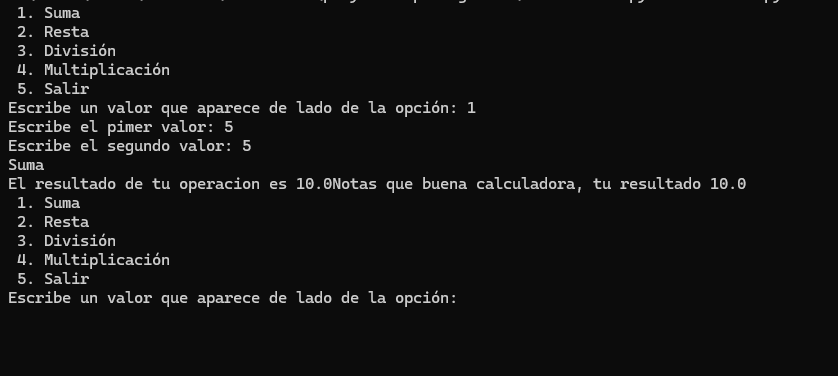 1. Suma
2. Resta
3. División
4. Multiplicación
5. Salir
Escribe un valor que aparece de lado de la opción: 1
Escribe el pimer valor: 5
Escribe el segundo valor: 5
Suma
El resultado de tu operacion es 10.0Notas que buena calculadora, tu resultado 10.0
1. Suma
2. Resta
3. División
4. Multiplicación
5. Salir
Escribe un valor que aparece de lado de la opción: